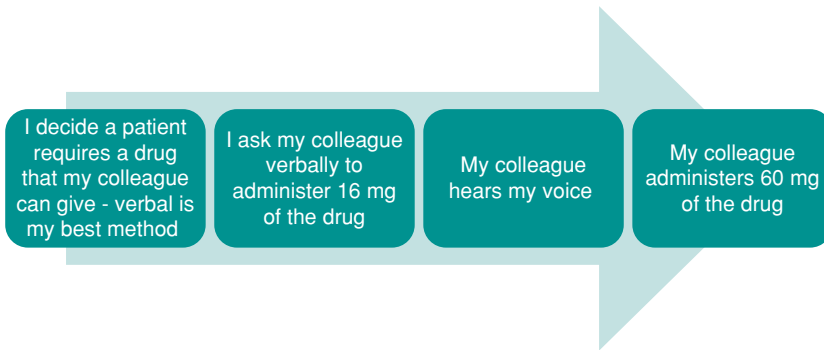 I decide a patient
requires a drug
that my colleague
can give - verbal is
my best method
I ask my colleague
verbally to
administer 16 mg
of the drug
My colleague
hears my voice
My colleague
administers 60 mg
of the drug